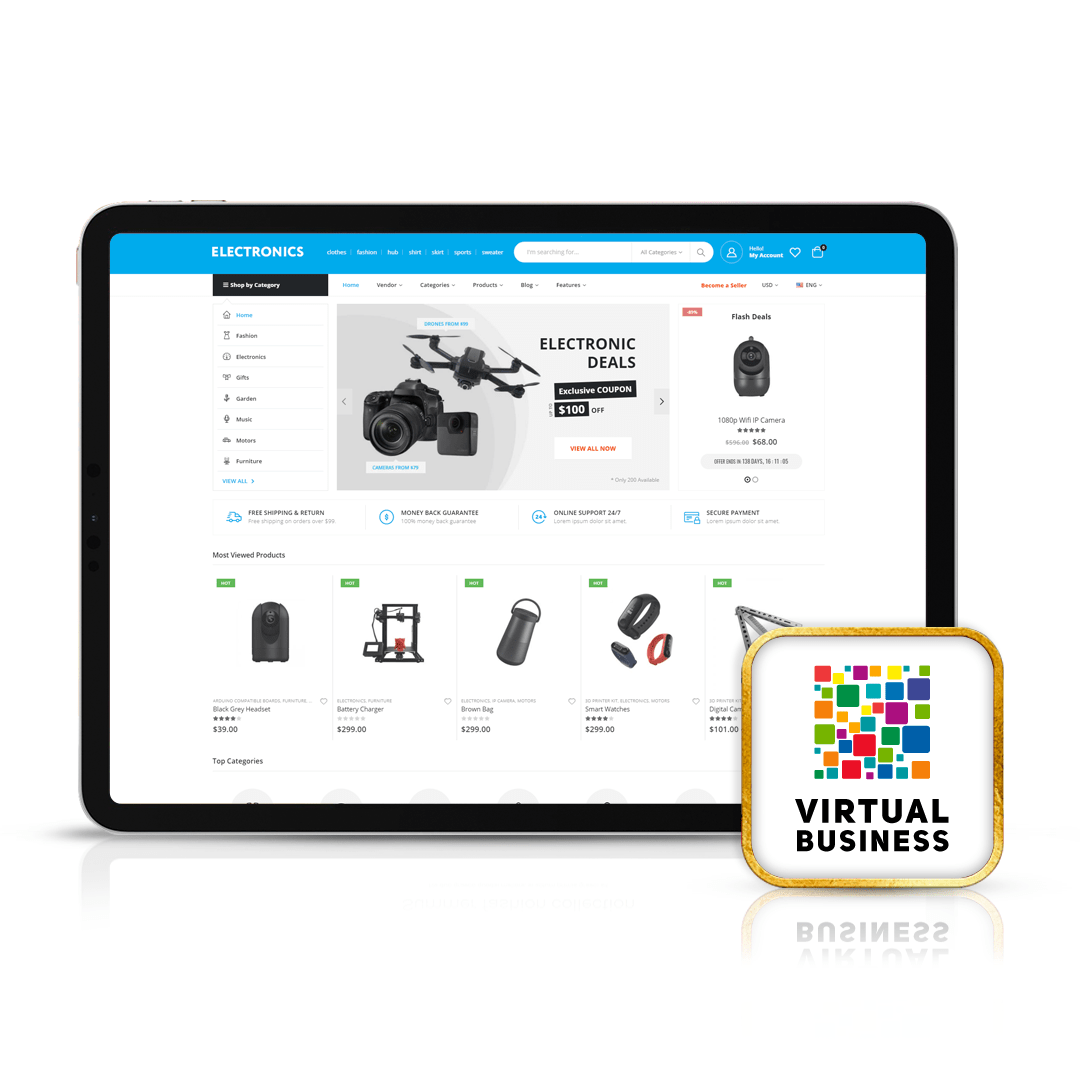 ELECTRONICS
clothes fashion hub shirt skirt sports sweater
I'm searching for...
All Categories
Hello!
My Account
0
Shop by Category
Home Vendor Categories Products Blog Features
Become a Seller USD ENG
Home
Fashion
Electronics
Gifts
Garden
Music
Motors
Furniture
VIEW ALL
DRONES FROM $99
CAMERAS FROM $79
ELECTRONIC
DEALS
Exclusive COUPON
UP TO $100 OFF
VIEW ALL NOW
* Only 200 Available
-89%
Flash Deals
1080p Wifi IP Camera
$596.00 $68.00
OFFER ENDS IN 138 DAYS, 16 : 11 : 05
FREE SHIPPING & RETURN
Free shipping on orders over $99.
MONEY BACK GUARANTEE
100% money back guarantee
24
ONLINE SUPPORT 24/7
Lorem ipsum dolor sit amet.
SECURE PAYMENT
Lorem ipsum dolor sit amet.
Most Viewed Products
HOT HOT HOT HOT HOT
ARDUINO COMPATIBLE BOARDS, FURNITURE, ...
Black Grey Headset
$39.00
ELECTRONICS, FURNITURE
Battery Charger
$299.00
ELECTRONICS, IP CAMERA, MOTORS
Brown Bag
$299.00
3D PRINTER KIT, ELECTRONICS, MOTORS
Smart Watches
$299.00
3D PRINTER KIT
Digital Cam
$101.00
Top Categories
VIRTUAL
BUSINESS